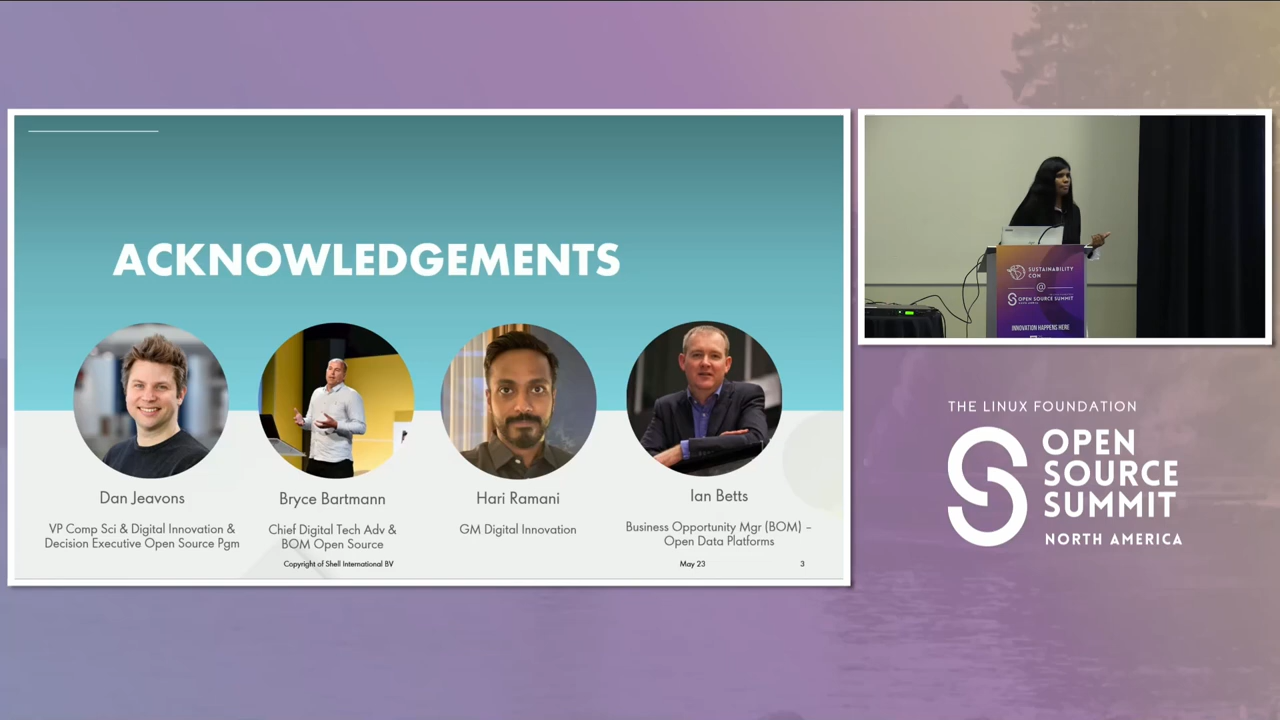 ACKNOWLEDGEMENTS
Dan Jeavons
VP Comp Sci & Digital Innovation &
Decision Executive Open Source Pgm
Bryce Bartmann
Chief Digital Tech Adv &
BOM Open Source
Hari Ramani
GM Digital Innovation
Ian Betts
Business Opportunity Mgr (BOM) –
Open Data Platforms
Copyright of Shell International BV
May 23
3
SUSTAINABILITY
CON
@
OPEN SOURCE SUMMIT
INNOVATION HAPPENS HERE
THE LINUX FOUNDATION
OPEN
SOURCE
SUMMIT
NORTH AMERICA